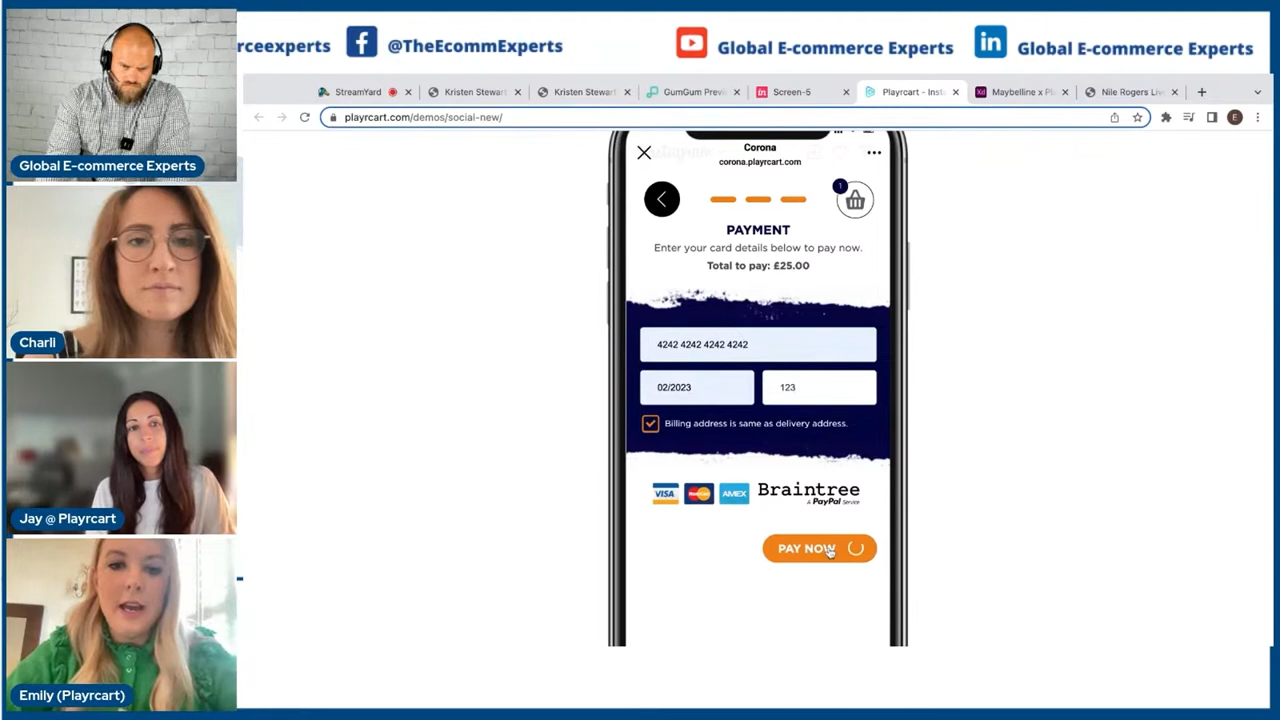 rceexperts
@TheEcommExperts
Global E-commerce Experts
Global E-commerce Experts
StreamYard
Kristen Stewar
Kristen Stewar
GumGum Previ
Screen-5
Playrcart - Inst
Maybelline x Pl
Nile Rogers Liv
playrcart.com/demos/social-new/
E
Corona
corona.playrcart.com
1
PAYMENT
Enter your card details below to pay now.
Total to pay: £25.00
4242 4242 4242 4242
02/2023
123
Billing address is same as delivery address.
VISA
AMEX
Braintree
A PayPal Service
PAY NOW
Global E-commerce Experts
Charli
Jay @ Playrcart
Emily (Playrcart)